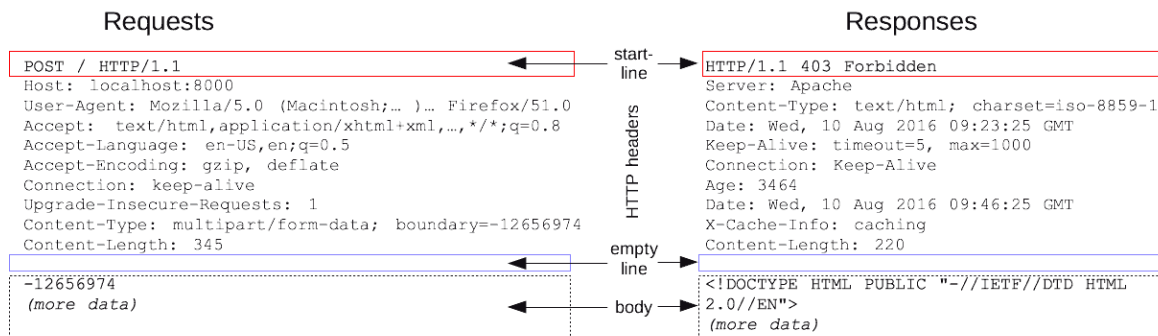 Requests
POST / HTTP/1.1
Host: localhost:8000
User-Agent: Mozilla/5.0 (Macintosh;… )… Firefox/51.0
Accept: text/html,application/xhtml+xml,…,*/*;q=0.8
Accept-Language: en-US,en;q=0.5
Accept-Encoding: gzip, deflate
Connection: keep-alive
Upgrade-Insecure-Requests: 1
Content-Type: multipart/form-data; boundary=-12656974
Content-Length: 345
-12656974
(more data)
start-
line
HTTP headers
empty
line
body
Responses
HTTP/1.1 403 Forbidden
Server: Apache
Content-Type: text/html; charset=iso-8859-1
Date: Wed, 10 Aug 2016 09:23:25 GMT
Keep-Alive: timeout=5, max=1000
Connection: Keep-Alive
Age: 3464
Date: Wed, 10 Aug 2016 09:46:25 GMT
X-Cache-Info: caching
Content-Length: 220
<!DOCTYPE HTML PUBLIC "-//IETF//DTD HTML
2.0//EN">
(more data)